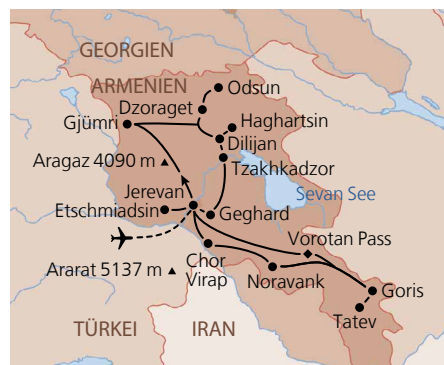 GEORGIEN
ARMENIEN
Odsun
Dzoraget
Haghartsin
Gjümri
Dilijan
Aragaz 4090 m
Tzakhkadzor
Jerevan
Sevan See
Etschmiadsin
Geghard
Vorotan Pass
Chor
Virap
Ararat 5137 m
Noravank
Goris
Tatev
TÜRKEI
IRAN